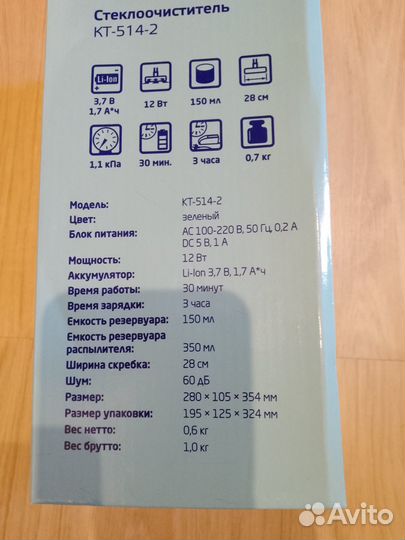 Стеклоочиститель
КТ-514-2
Li-Ion
3,7 В
1,7 А*ч
12 Вт
150 мл
28 см
1,1 кПа
30 мин.
3 часа
0,7 кг
Модель: КТ-514-2
Цвет: зеленый
Блок питания: AC 100-220 В, 50 Гц, 0,2 А
DC 5 В, 1 А
Мощность: 12 Вт
Аккумулятор: Li-Ion 3,7 В, 1,7 А*ч
Время работы: 30 минут
Время зарядки: 3 часа
Емкость резервуара: 150 мл
Емкость резервуара
распылителя: 350 мл
Ширина скребка: 28 см
Шум: 60 дБ
Размер: 280 × 105 × 354 мм
Размер упаковки: 195 × 125 × 324 мм
Вес нетто: 0,6 кг
Вес брутто: 1,0 кг
Avito